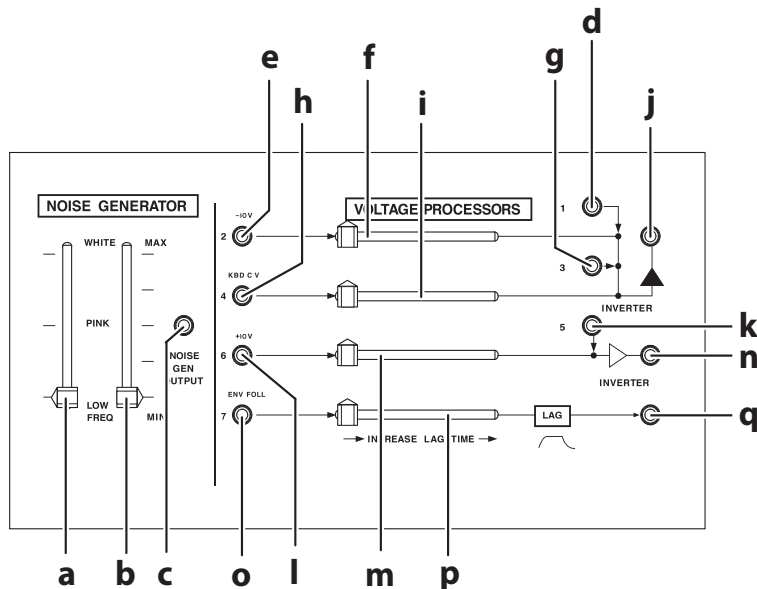 d
e f g
h i j
NOISE GENERATOR
VOLTAGE PROCESSORS
WHITE MAX
PINK
LOW
FREQ
MIN
NOISE
GEN
OUTPUT
-10V
2
KBD C V
4
+10V
6
ENV FOLL
7
1
3
INVERTER
5
INVERTER
LAG
INCREASE LAG TIME
k
n
q
a b c o l m p